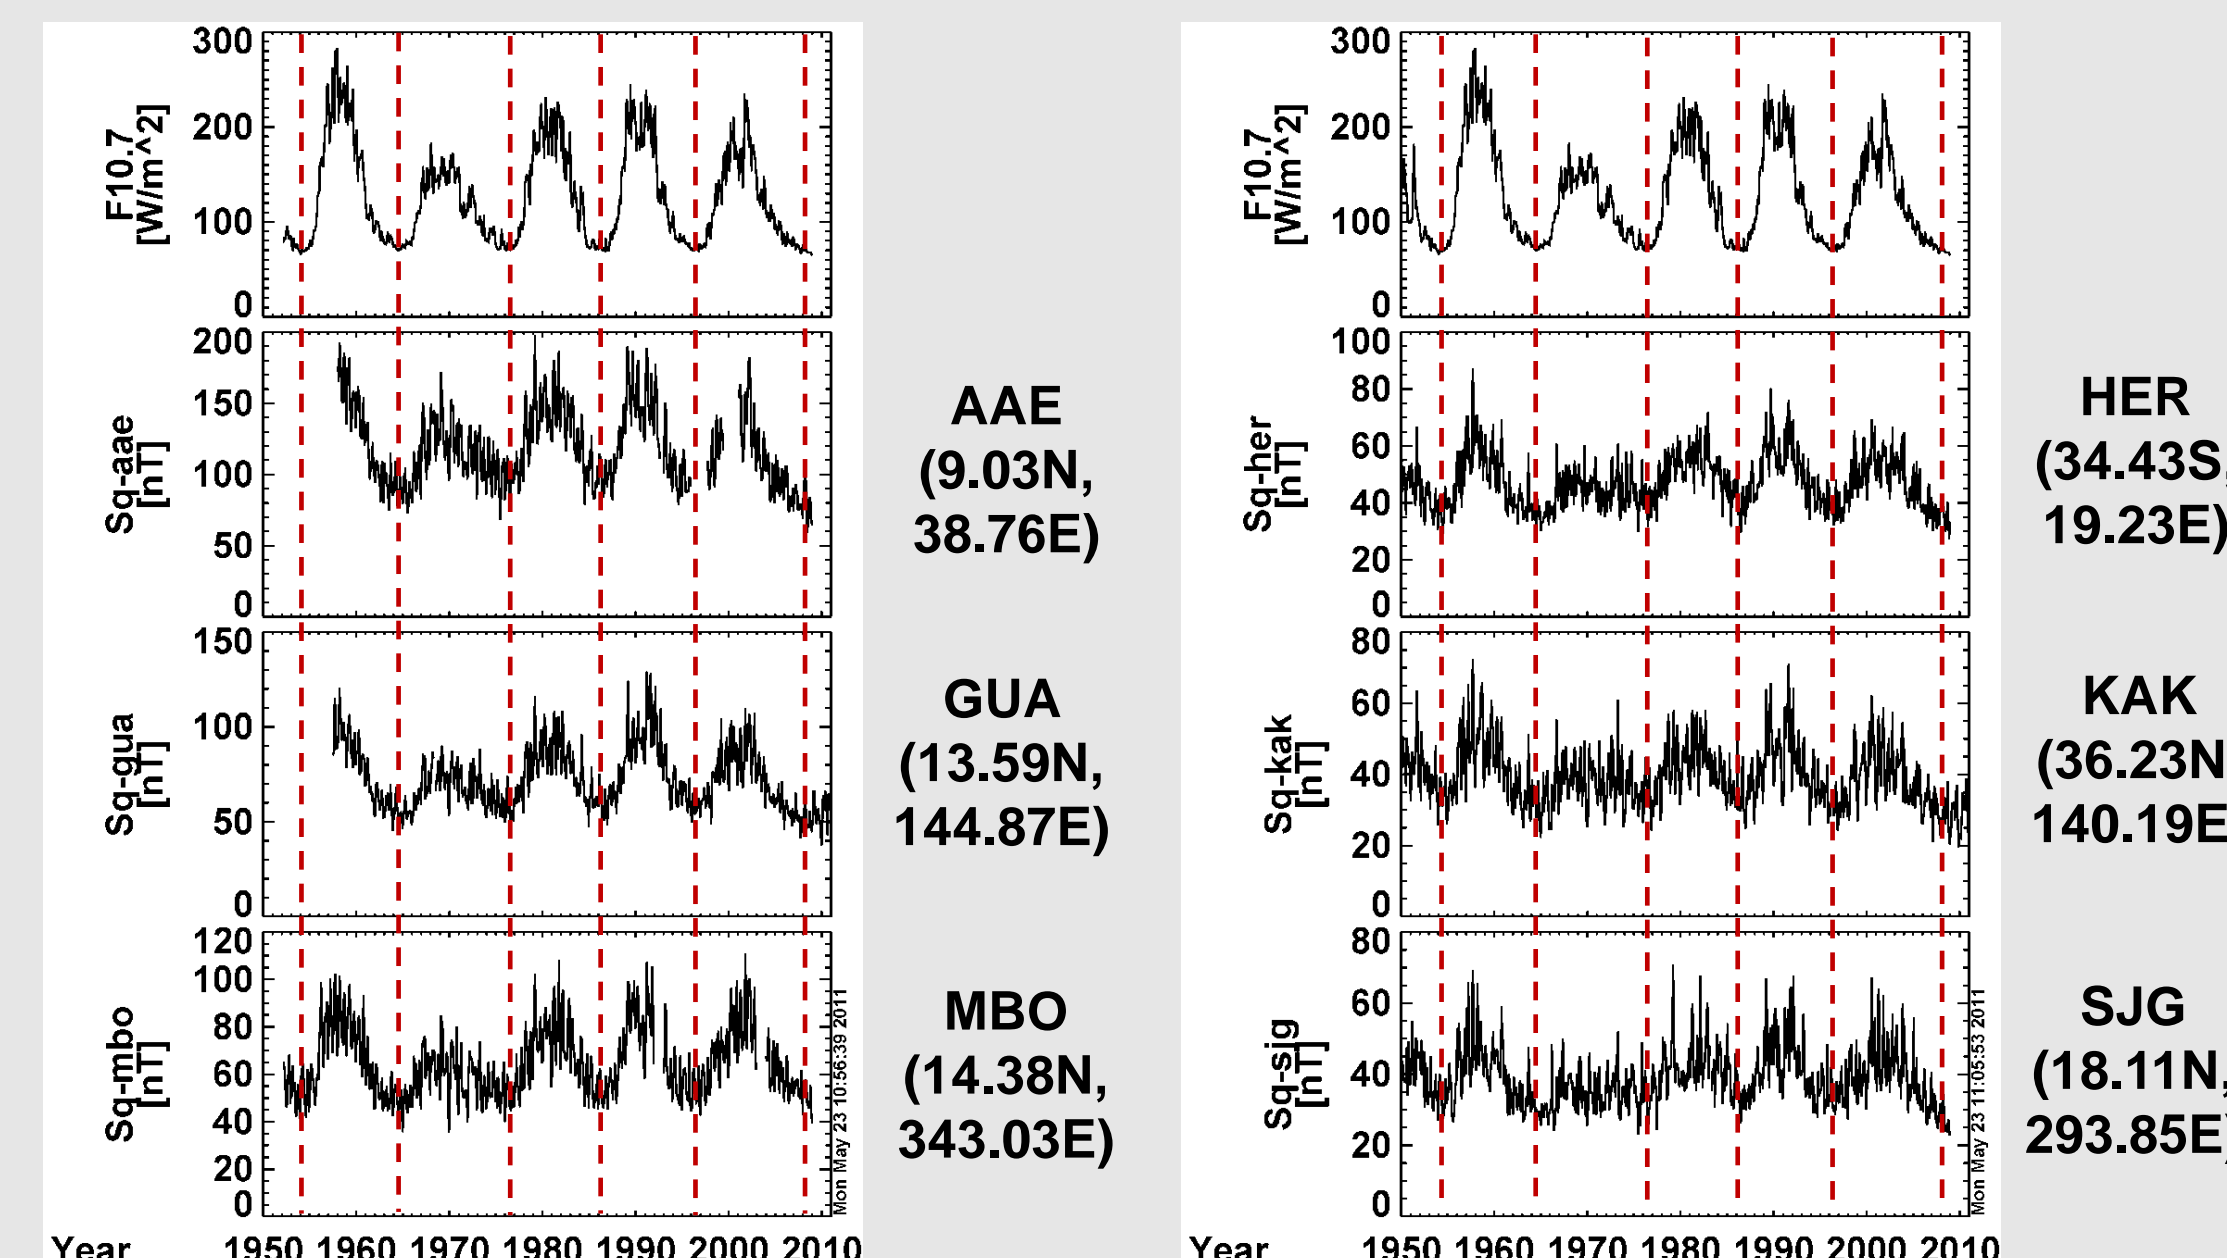 300
200
100
0
F10.7
[W/m^2]
200
150
100
50
0
Sq-aae
[nT]
AAE
(9.03N,
38.76E)
150
100
50
0
Sq-gua
[nT]
GUA
(13.59N,
144.87E)
120
100
80
60
40
20
0
Sq-mbo
[nT]
MBO
(14.38N,
343.03E)
Mon May 23 10:56:39 2011
Year 1950 1960 1970 1980 1990 2000 2010
300
200
100
0
F10.7
[W/m^2]
100
80
60
40
20
0
Sq-her
[nT]
HER
(34.43S,
19.23E)
80
60
40
20
0
Sq-kak
[nT]
KAK
(36.23N
140.19E
80
60
40
20
0
Sq-sjg
[nT]
SJG
(18.11N,
293.85E)
Mon May 23 11:05:53 2011
Year 1950 1960 1970 1980 1990 2000 2010